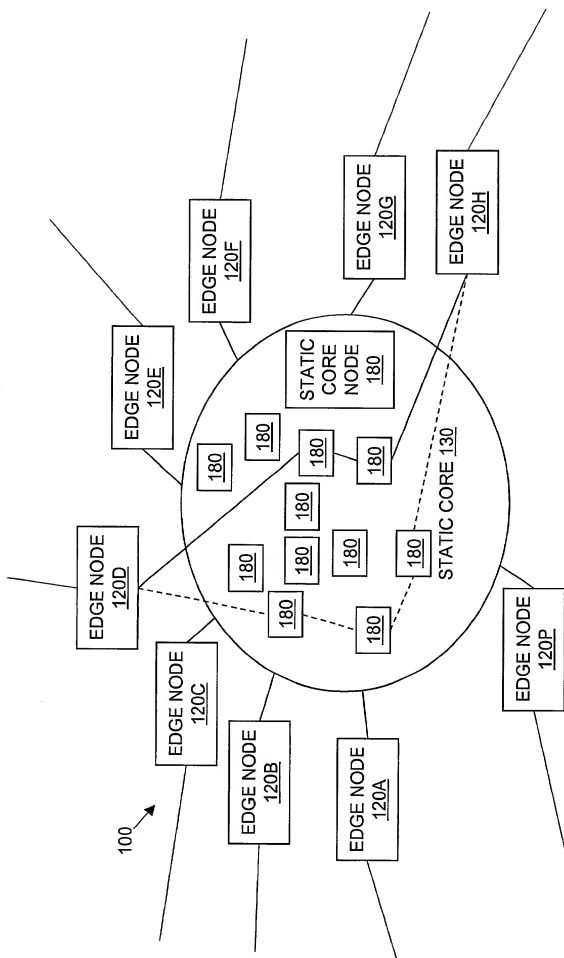 100
EDGE NODE
120D
EDGE NODE
120E
EDGE NODE
120C
EDGE NODE
120F
EDGE NODE
120B
180
180
180
180
180
180
180
STATIC
CORE
NODE
180
180
EDGE NODE
120A
180
180
EDGE NODE
120G
180
STATIC CORE 130
EDGE NODE
120H
EDGE NODE
120P